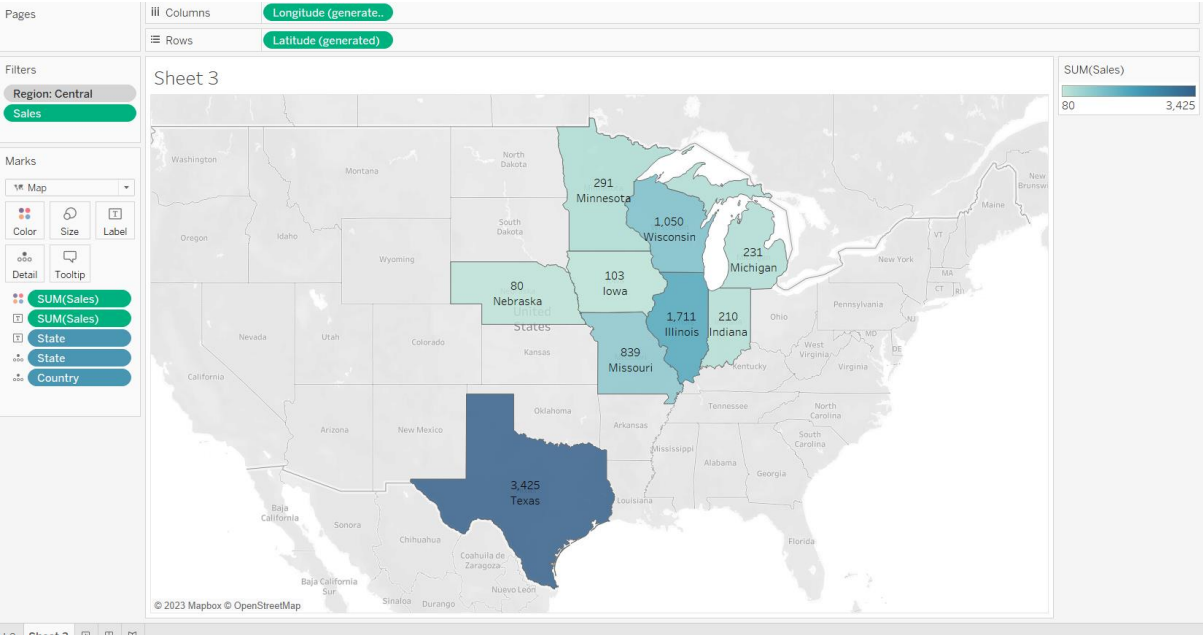 Pages
iii Columns
Longitude (generate..
Rows
Latitude (generated)
Filters
Region: Central
Sales
Marks
Map
Color
Size
Label
Detail
Tooltip
SUM(Sales)
SUM(Sales)
State
State
Country
Sheet 3
Washington
Montana
North
Dakota
Oregon
Idaho
South
Dakota
Wyoming
Nevada
Utah
Colorado
Kansas
California
Arizona
New Mexico
Oklahoma
Arkansas
Mississippi
Alabama
Georgia
Tennessee
North
Carolina
South
Carolina
Kentucky
West
Virginia
Virginia
Ohio
Pennsylvania
New York
Maine
New
VT
MA
CT
MD
DE
NJ
Louisiana
Florida
United
States
291
Minnesota
1,050
Wisconsin
231
Michigan
80
Nebraska
103
Iowa
1,711
Illinois
210
Indiana
839
Missouri
3,425
Texas
Baja
California
Sonora
Chihuahua
Coahuila de
Zaragoza
Baja California
Sur
Sinaloa
Durango
Nuevo León
© 2023 Mapbox © OpenStreetMap
SUM(Sales)
80
3,425
Sheet 3